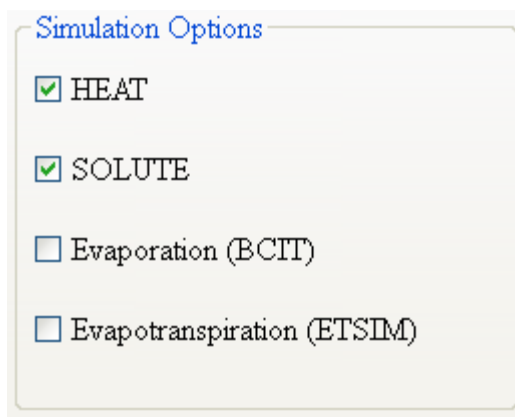 Simulation Options
HEAT
SOLUTE
Evaporation (BCIT)
Evapotranspiration (ETSIM)